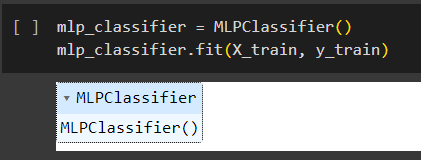 [ ] mlp_classifier = MLPClassifier()
mlp_classifier.fit(X_train, y_train)
▾ MLPClassifier
MLPClassifier()